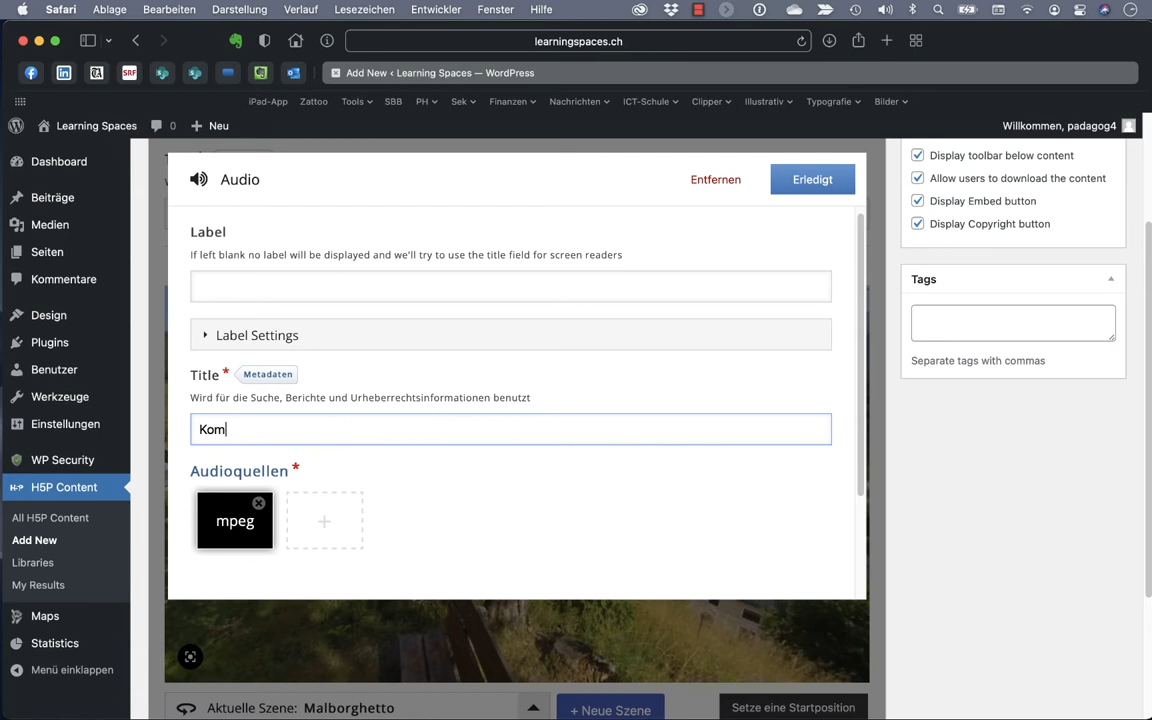 Safari Ablage Bearbeiten Darstellung Verlauf Lesezeichen Entwickler Fenster Hilfe
learningspaces.ch
SRF
Add New ‹ Learning Spaces — WordPress
iPad-App Zattoo Tools SBB PH Sek Finanzen Nachrichten ICT-Schule Clipper Illustrativ Typografie Bilder
Learning Spaces 0 Neu Willkommen, padagog4
Dashboard
Beiträge
Medien
Seiten
Kommentare
Design
Plugins
Benutzer
Werkzeuge
Einstellungen
WP Security
H5P H5P Content
All H5P Content
Add New
Libraries
My Results
Maps
Statistics
Menü einklappen
Audio Entfernen Erledigt
Label
If left blank no label will be displayed and we'll try to use the title field for screen readers
Label Settings
Title * Metadaten
Wird für die Suche, Berichte und Urheberrechtsinformationen benutzt
Kom
Audioquellen *
mpeg +
Aktuelle Szene: Malborghetto + Neue Szene Setze eine Startposition
Display toolbar below content
Allow users to download the content
Display Embed button
Display Copyright button
Tags
Separate tags with commas